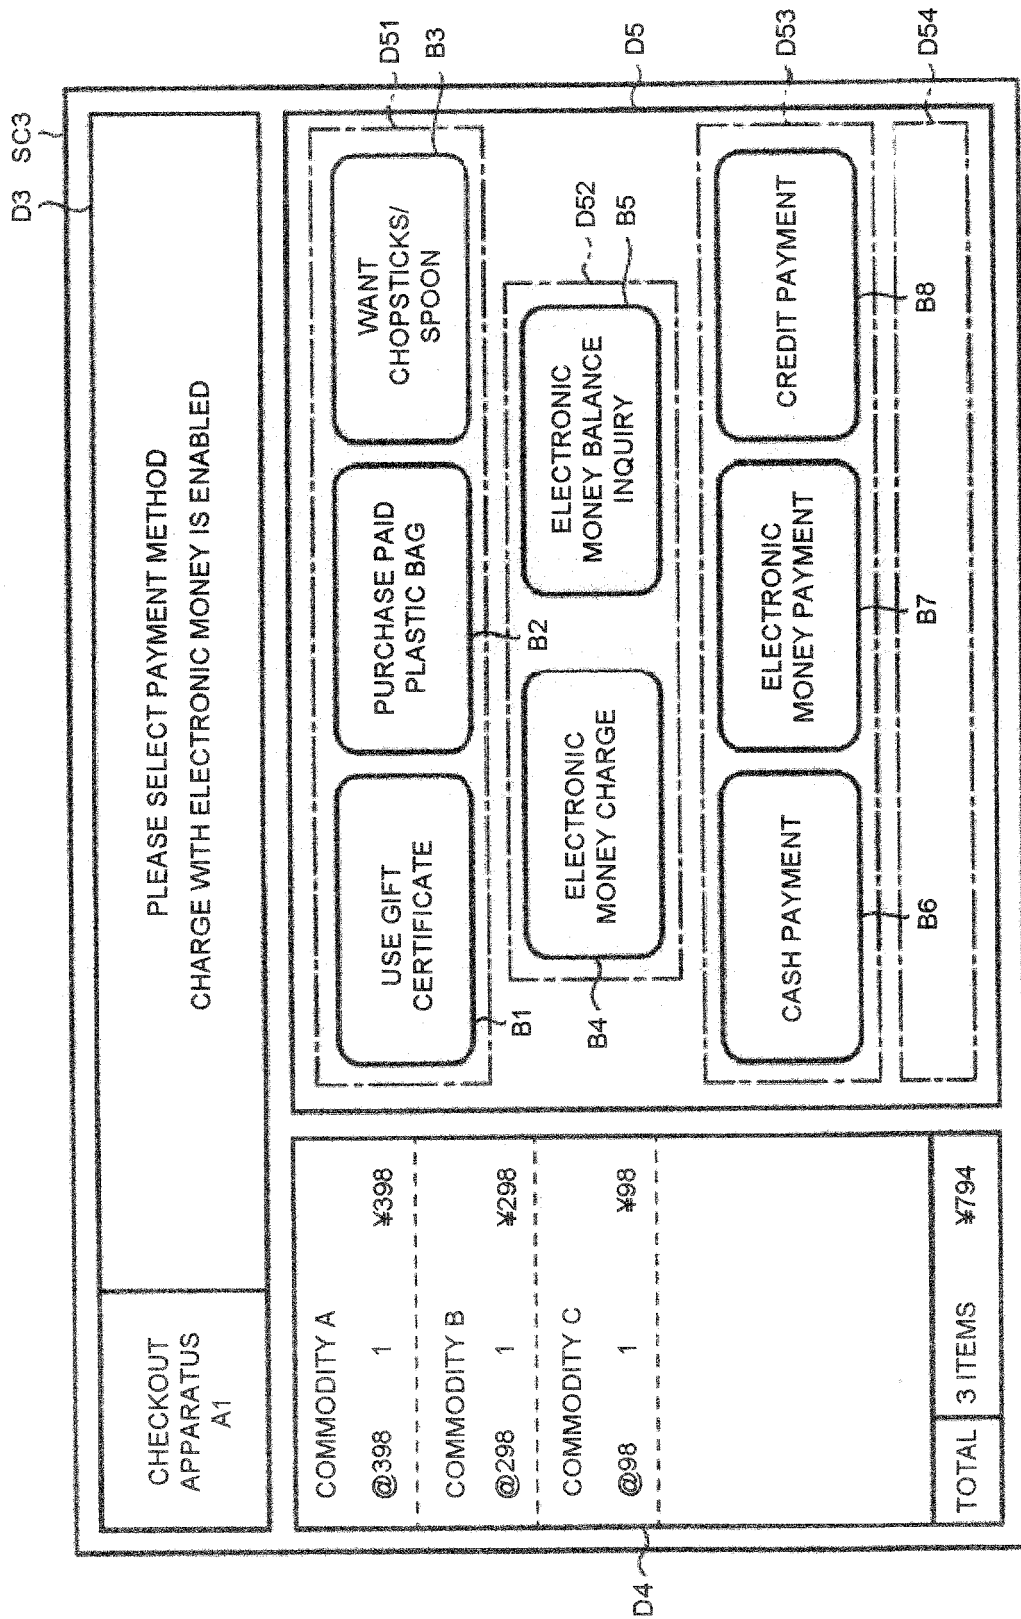 SC3
D3
CHECKOUT
APPARATUS
A1
PLEASE SELECT PAYMENT METHOD
CHARGE WITH ELECTRONIC MONEY IS ENABLED
COMMODITY A
@398 1 ¥398
COMMODITY B
@298 1 ¥298
COMMODITY C
@98 1 ¥98
TOTAL 3 ITEMS ¥794
D4
USE GIFT
CERTIFICATE
B1
PURCHASE PAID
PLASTIC BAG
B2
WANT
CHOPSTICKS/
SPOON
D51
B3
ELECTRONIC
MONEY CHARGE
B4
ELECTRONIC
MONEY BALANCE
INQUIRY
D52
B5
D5
CASH PAYMENT
B6
ELECTRONIC
MONEY PAYMENT
B7
CREDIT PAYMENT
B8
D53
D54